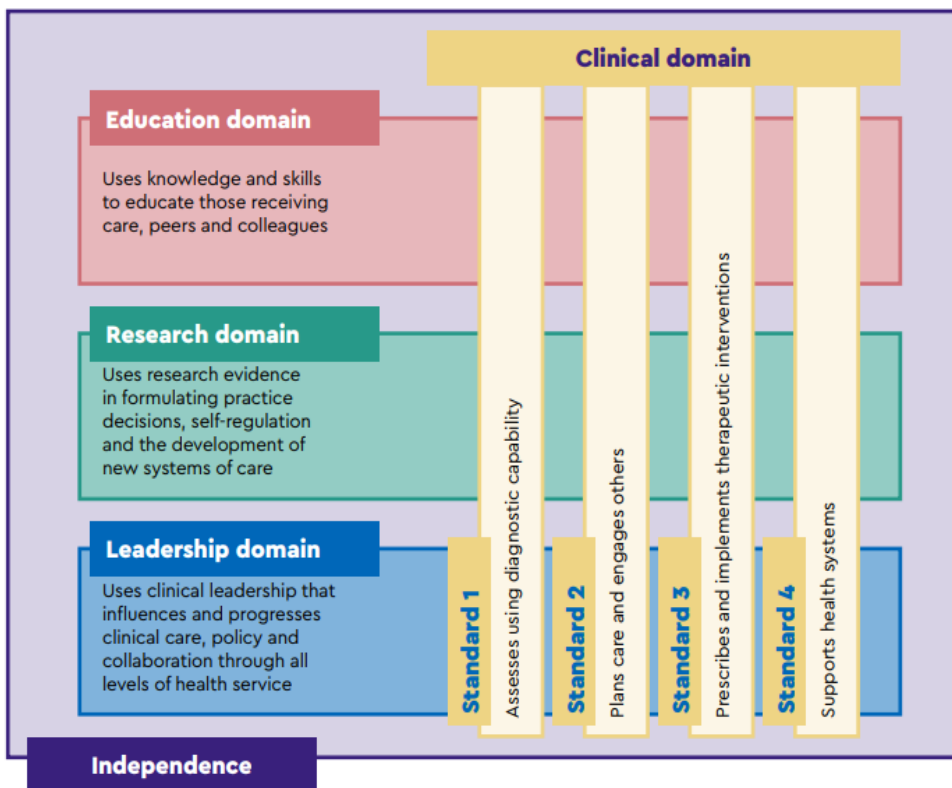 Clinical domain
Education domain
Uses knowledge and skills
to educate those receiving
care, peers and colleagues
Research domain
Uses research evidence
in formulating practice
decisions, self-regulation
and the development of
new systems of care
Leadership domain
Uses clinical leadership that
influences and progresses
clinical care, policy and
collaboration through all
levels of health service
Standard 1
Assesses using diagnostic capability
Standard 2
Plans care and engages others
Standard 3
Prescribes and implements therapeutic interventions
Standard 4
Supports health systems
Independence